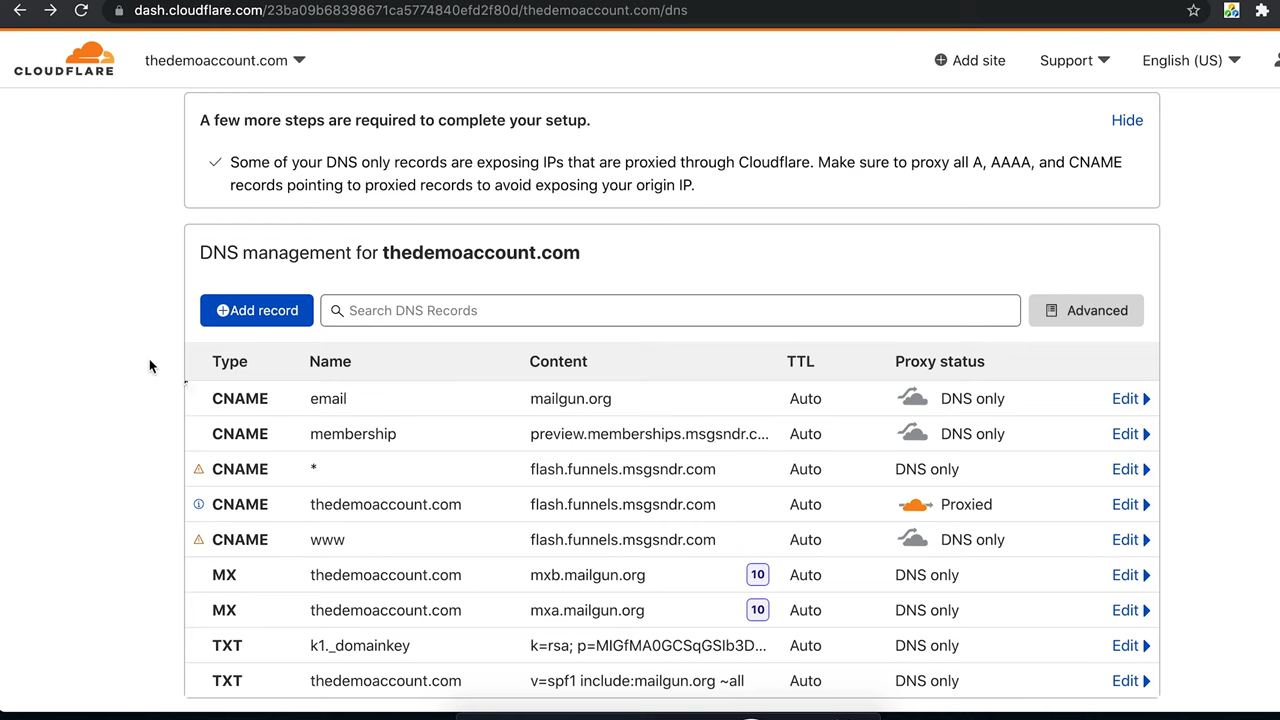 dash.cloudflare.com/23ba09b68398671ca5774840efd2f80d/thedemoaccount.com/dns
CLOUDFLARE
thedemoaccount.com
Add site
Support
English (US)
A few more steps are required to complete your setup.
Hide
Some of your DNS only records are exposing IPs that are proxied through Cloudflare. Make sure to proxy all A, AAAA, and CNAME
records pointing to proxied records to avoid exposing your origin IP.
DNS management for thedemoaccount.com
Add record
Search DNS Records
Advanced
Type Name Content TTL Proxy status
CNAME email mailgun.org Auto DNS only Edit
CNAME membership preview.memberships.msgsndr.c... Auto DNS only Edit
CNAME * flash.funnels.msgsndr.com Auto DNS only Edit
CNAME thedemoaccount.com flash.funnels.msgsndr.com Auto Proxied Edit
CNAME www flash.funnels.msgsndr.com Auto DNS only Edit
MX thedemoaccount.com mxb.mailgun.org 10 Auto DNS only Edit
MX thedemoaccount.com mxa.mailgun.org 10 Auto DNS only Edit
TXT k1._domainkey k=rsa; p=MIGfMA0GCSqGSIb3D... Auto DNS only Edit
TXT thedemoaccount.com v=spf1 include:mailgun.org ~all Auto DNS only Edit